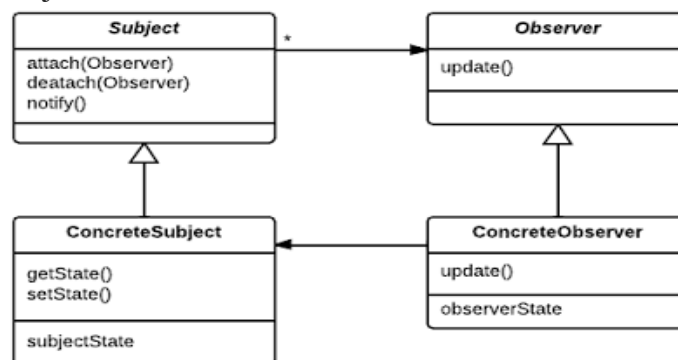 Subject
attach(Observer)
deatach(Observer)
notify()
*
Observer
update()
ConcreteSubject
getState()
setState()
subjectState
ConcreteObserver
update()
observerState